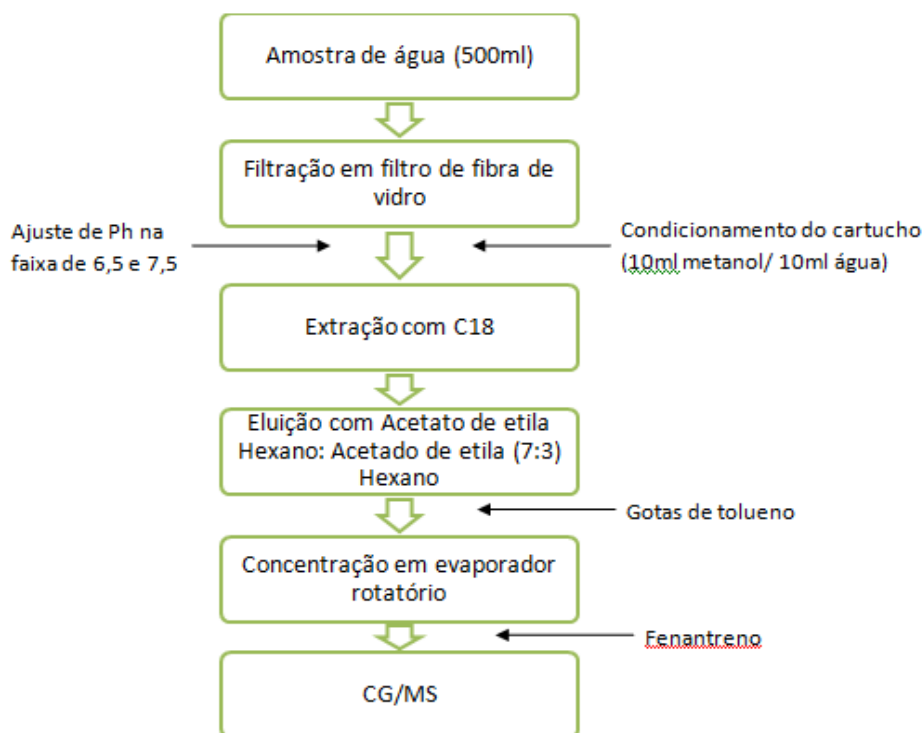 Amostra de água (500ml)
Filtração em filtro de fibra de
vidro
Ajuste de Ph na
faixa de 6,5 e 7,5
Condicionamento do cartucho
(10ml metanol/ 10ml água)
Extração com C18
Eluição com Acetato de etila
Hexano: Acetado de etila (7:3)
Hexano
Gotas de tolueno
Concentração em evaporador
rotatório
Fenantreno
CG/MS